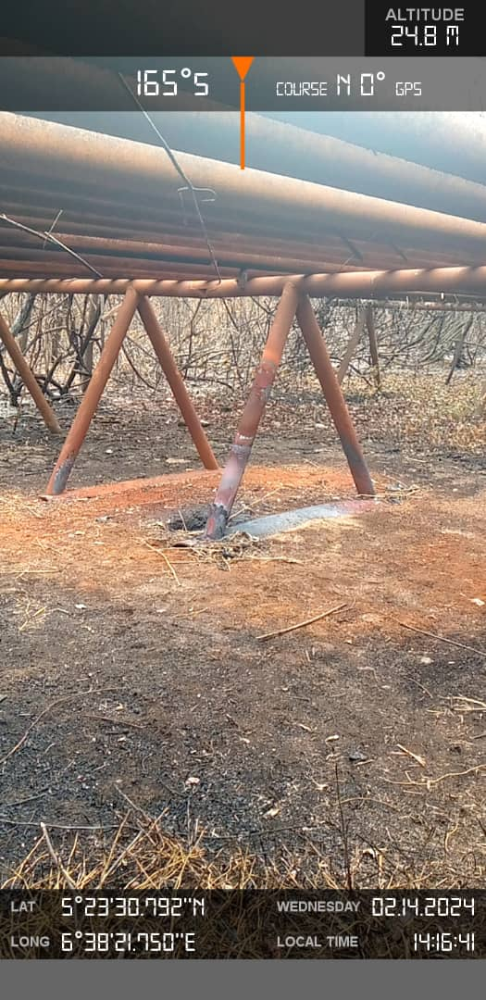 ALTITUDE
24.8 M
165°S
COURSE N 0° GPS
LAT 5°23'30.792"N
WEDNESDAY 02.14.2024
LONG 6°38'21.750"E
LOCAL TIME 14:16:41